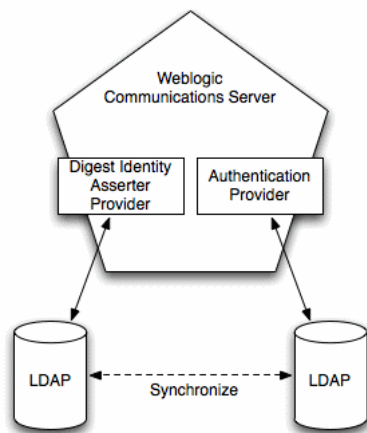 Weblogic
Communications Server
Digest Identity
Asserter
Provider
Authentication
Provider
LDAP
Synchronize
LDAP